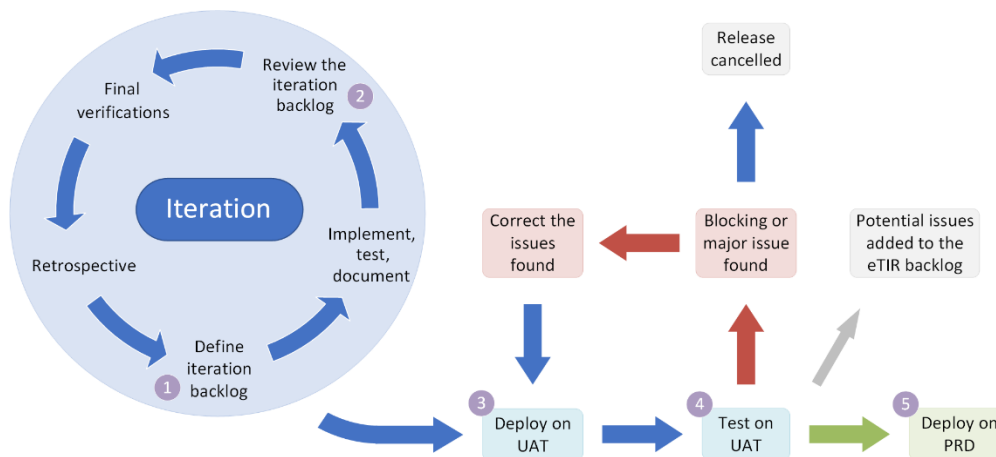 Release
cancelled
Review the
iteration
backlog
2
Final
verifications
Iteration
Retrospective
Implement,
test,
document
Define
iteration
backlog
1
Correct the
issues
found
Blocking or
major issue
found
Potential issues
added to the
eTIR backlog
3
Deploy on
UAT
4
Test on
UAT
5
Deploy on
PRD